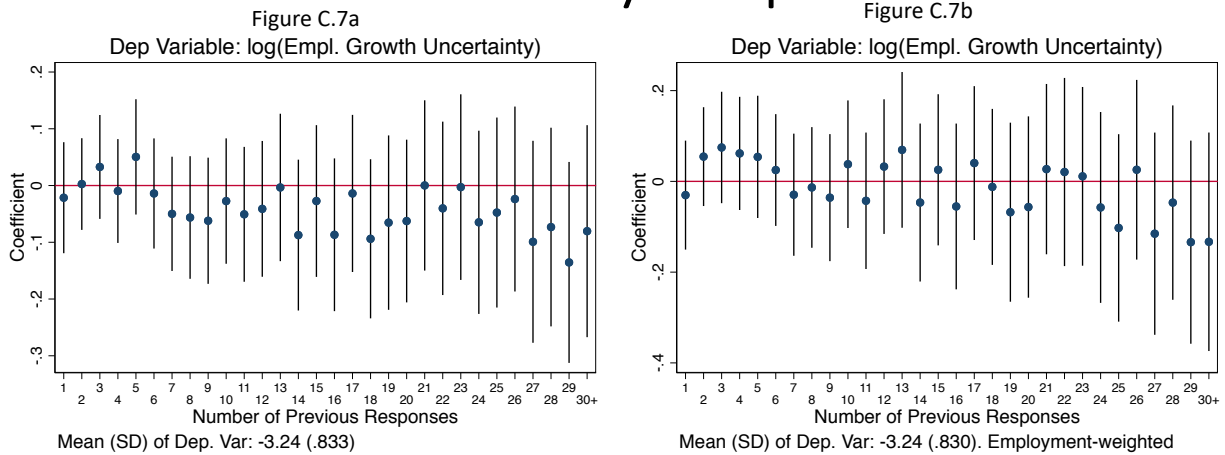 Figure C.7a
Dep Variable: log(Empl. Growth Uncertainty)
.2
.1
0
-.1
-.2
-.3
Coefficient
1 2 3 4 5 6 7 8 9 10 11 12 13 14 15 16 17 18 19 20 21 22 23 24 25 26 27 28 29 30+
Number of Previous Responses
Mean (SD) of Dep. Var: -3.24 (.833)
Figure C.7b
Dep Variable: log(Empl. Growth Uncertainty)
.2
0
-.2
-.4
Coefficient
1 2 3 4 5 6 7 8 9 10 11 12 13 14 15 16 17 18 19 20 21 22 23 24 25 26 27 28 29 30+
Number of Previous Responses
Mean (SD) of Dep. Var: -3.24 (.830). Employment-weighted